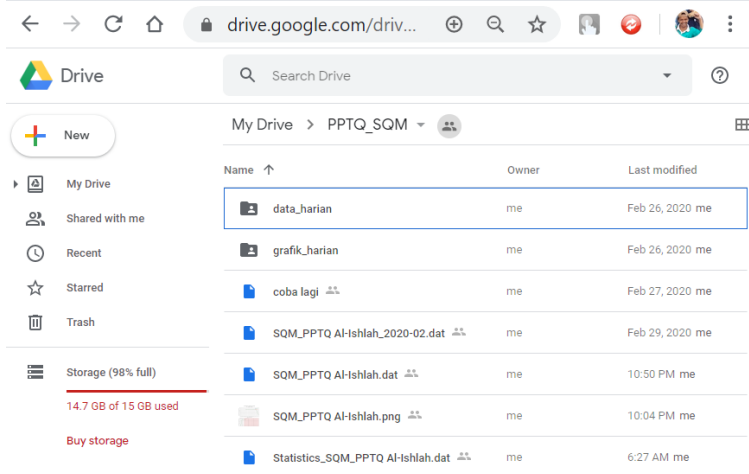 drive.google.com/driv...
Drive
Search Drive
New
My Drive > PPTQ_SQM
Name Owner Last modified
My Drive
Shared with me
Recent
Starred
Trash
Storage (98% full)
14.7 GB of 15 GB used
Buy storage
data_harian me Feb 26, 2020 me
grafik_harian me Feb 26, 2020 me
coba lagi me Feb 27, 2020 me
SQM_PPTQ Al-Ishlah_2020-02.dat me Feb 29, 2020 me
SQM_PPTQ Al-Ishlah.dat me 10:50 PM me
SQM_PPTQ Al-Ishlah.png me 10:04 PM me
Statistics_SQM_PPTQ Al-Ishlah.dat me 6:27 AM me